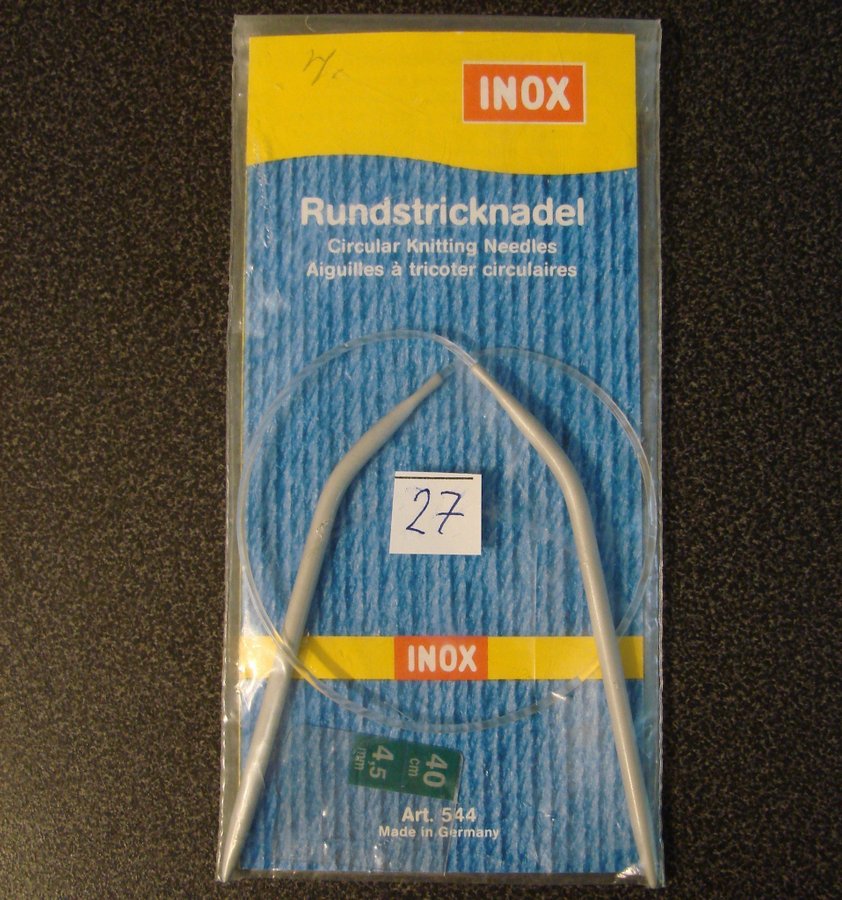 INOX
Rundstricknadel
Circular Knitting Needles
Aiguilles à tricoter circulaires
27
INOX
40 cm
4,5 mm
Art. 544
Made in Germany